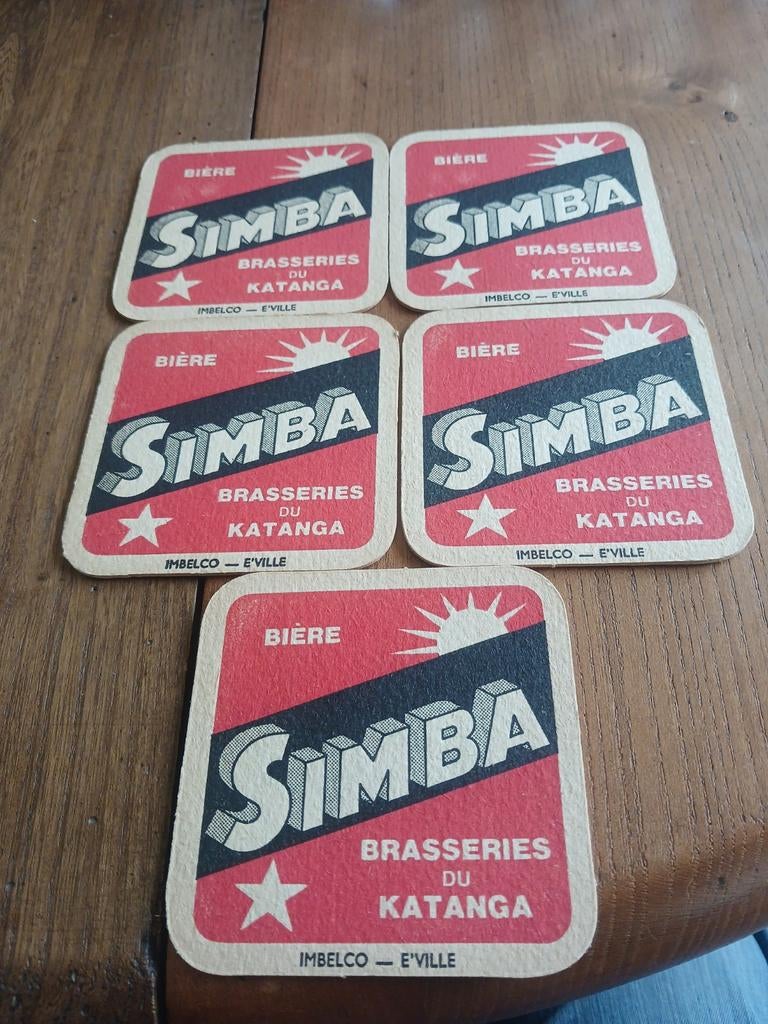 BIÈRE
SIMBA
BRASSERIES
DU
KATANGA
IMBELCO — E'VILLE
BIÈRE
SIMBA
BRASSERIES
DU
KATANGA
IMBELCO — E'VILLE
BIÈRE
SIMBA
BRASSERIES
DU
KATANGA
IMBELCO — E'VILLE
BIÈRE
SIMBA
BRASSERIES
DU
KATANGA
IMBELCO — E'VILLE
BIÈRE
SIMBA
BRASSERIES
DU
KATANGA
IMBELCO — E'VILLE